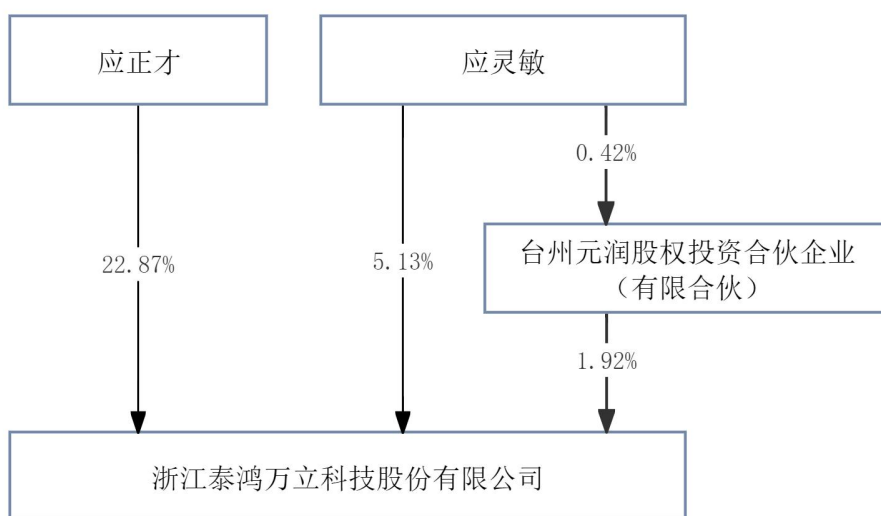 应正才
应灵敏
0.42%
台州元润股权投资合伙企业
（有限合伙）
22.87%
5.13%
1.92%
浙江泰鸿万立科技股份有限公司